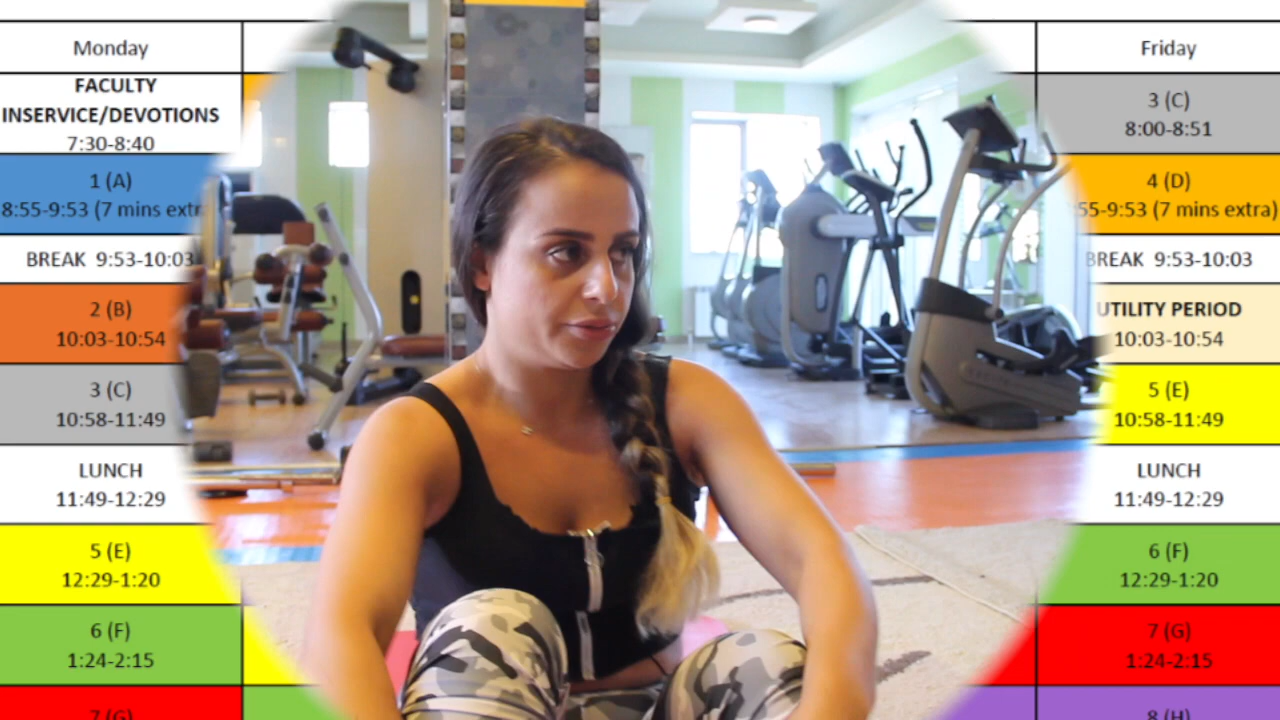 Monday
FACULTY
INSERVICE/DEVOTIONS
7:30-8:40
1 (A)
8:55-9:53 (7 mins
BREAK 9:53-10:03
2 (B)
10:03-10:54
3 (C)
10:58-11:49
LUNCH
11:49-12:29
5 (E)
12:29-1:20
6 (F)
1:24-2:15
7 (G)
Friday
3 (C)
8:00-8:51
4 (D)
55-9:53 (7 mins extra)
BREAK 9:53-10:03
UTILITY PERIOD
10:03-10:54
5 (E)
10:58-11:49
LUNCH
11:49-12:29
6 (F)
12:29-1:20
7 (G)
1:24-2:15
8 (H)